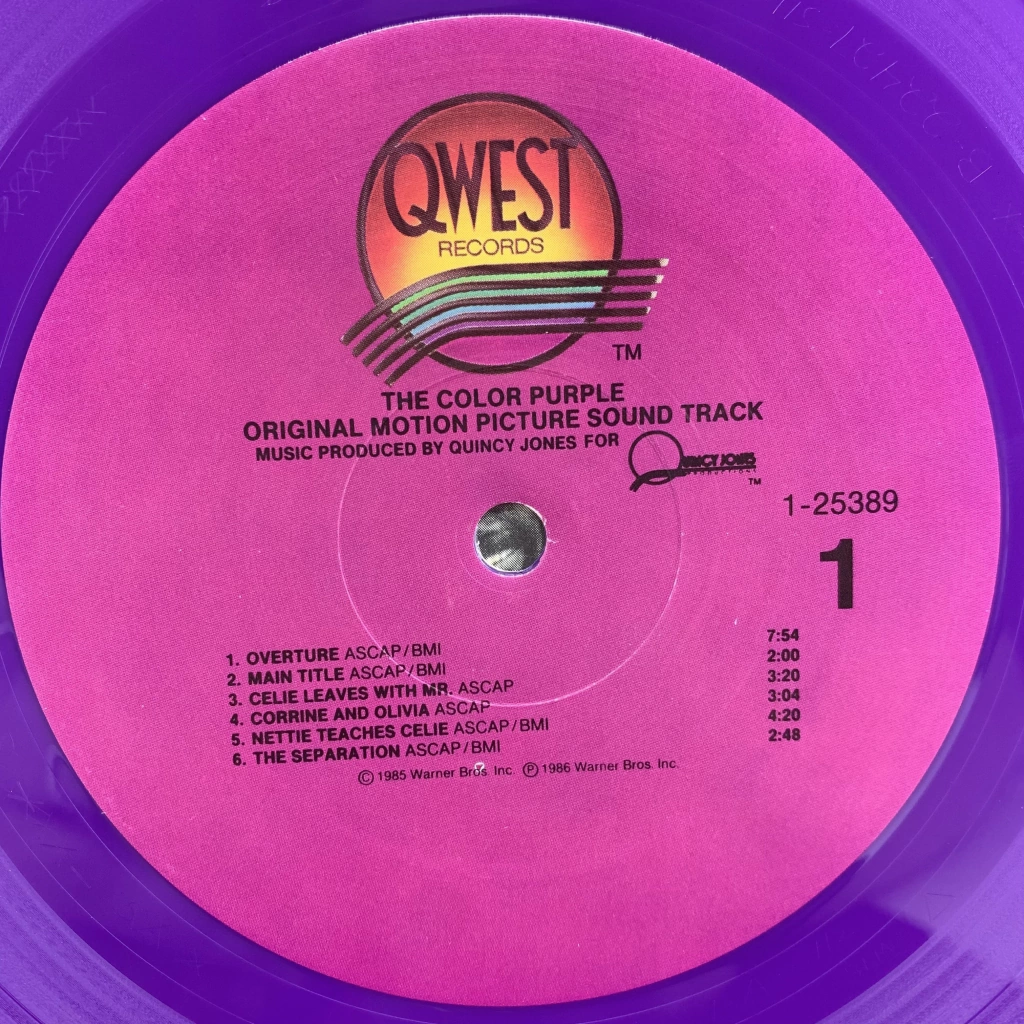 QWEST
RECORDS
TM
THE COLOR PURPLE
ORIGINAL MOTION PICTURE SOUND TRACK
MUSIC PRODUCED BY QUINCY JONES FOR QUINCY JONES
PRODUCTIONS
TM
1-25389
1
1. OVERTURE ASCAP/BMI 7:54
2. MAIN TITLE ASCAP/BMI 2:00
3. CELIE LEAVES WITH MR. ASCAP 3:20
4. CORRINE AND OLIVIA ASCAP 3:04
5. NETTIE TEACHES CELIE ASCAP/BMI 4:20
6. THE SEPARATION ASCAP/BMI 2:48
© 1985 Warner Bros. Inc. ℗ 1986 Warner Bros. Inc.